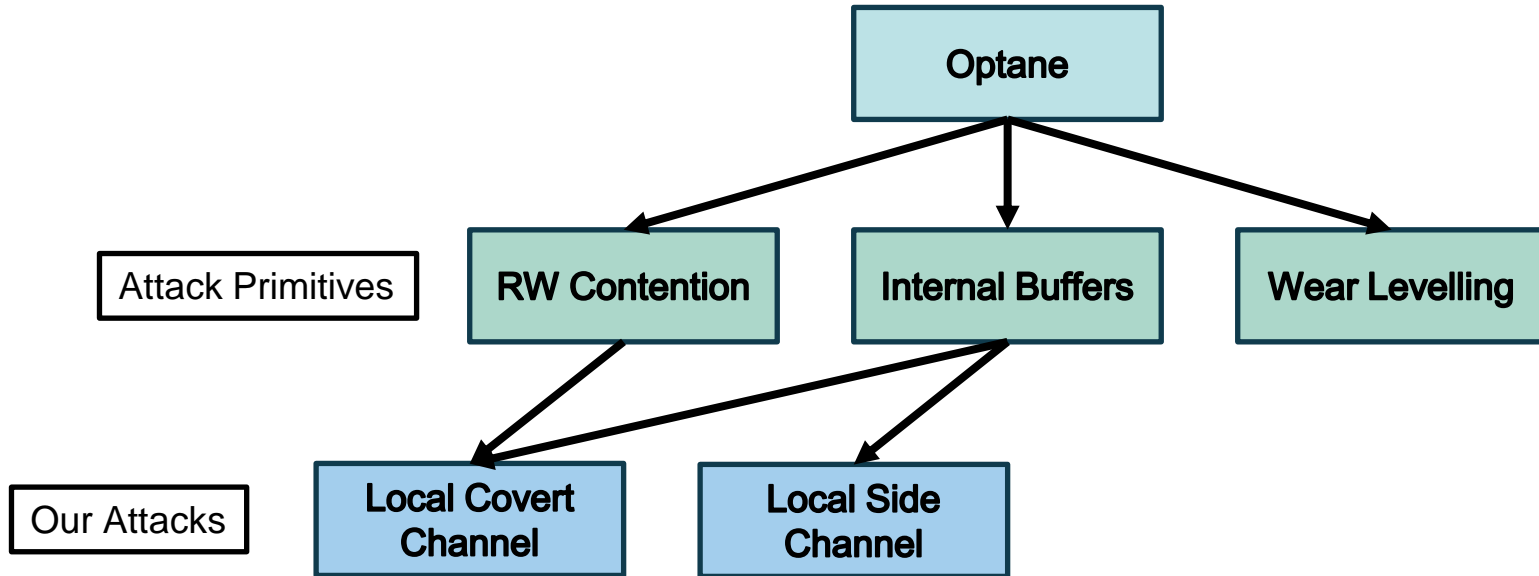 Optane
Attack Primitives
RW Contention
Internal Buffers
Wear Levelling
Our Attacks
Local Covert
Channel
Local Side
Channel